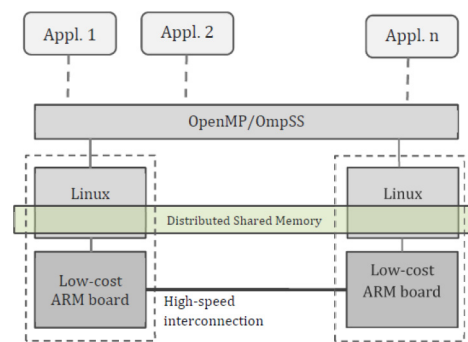 Appl. 1
Appl. 2
Appl. n
OpenMP/OmpSS
Linux
Linux
Distributed Shared Memory
Low-cost
ARM board
Low-cost
ARM board
High-speed
interconnection